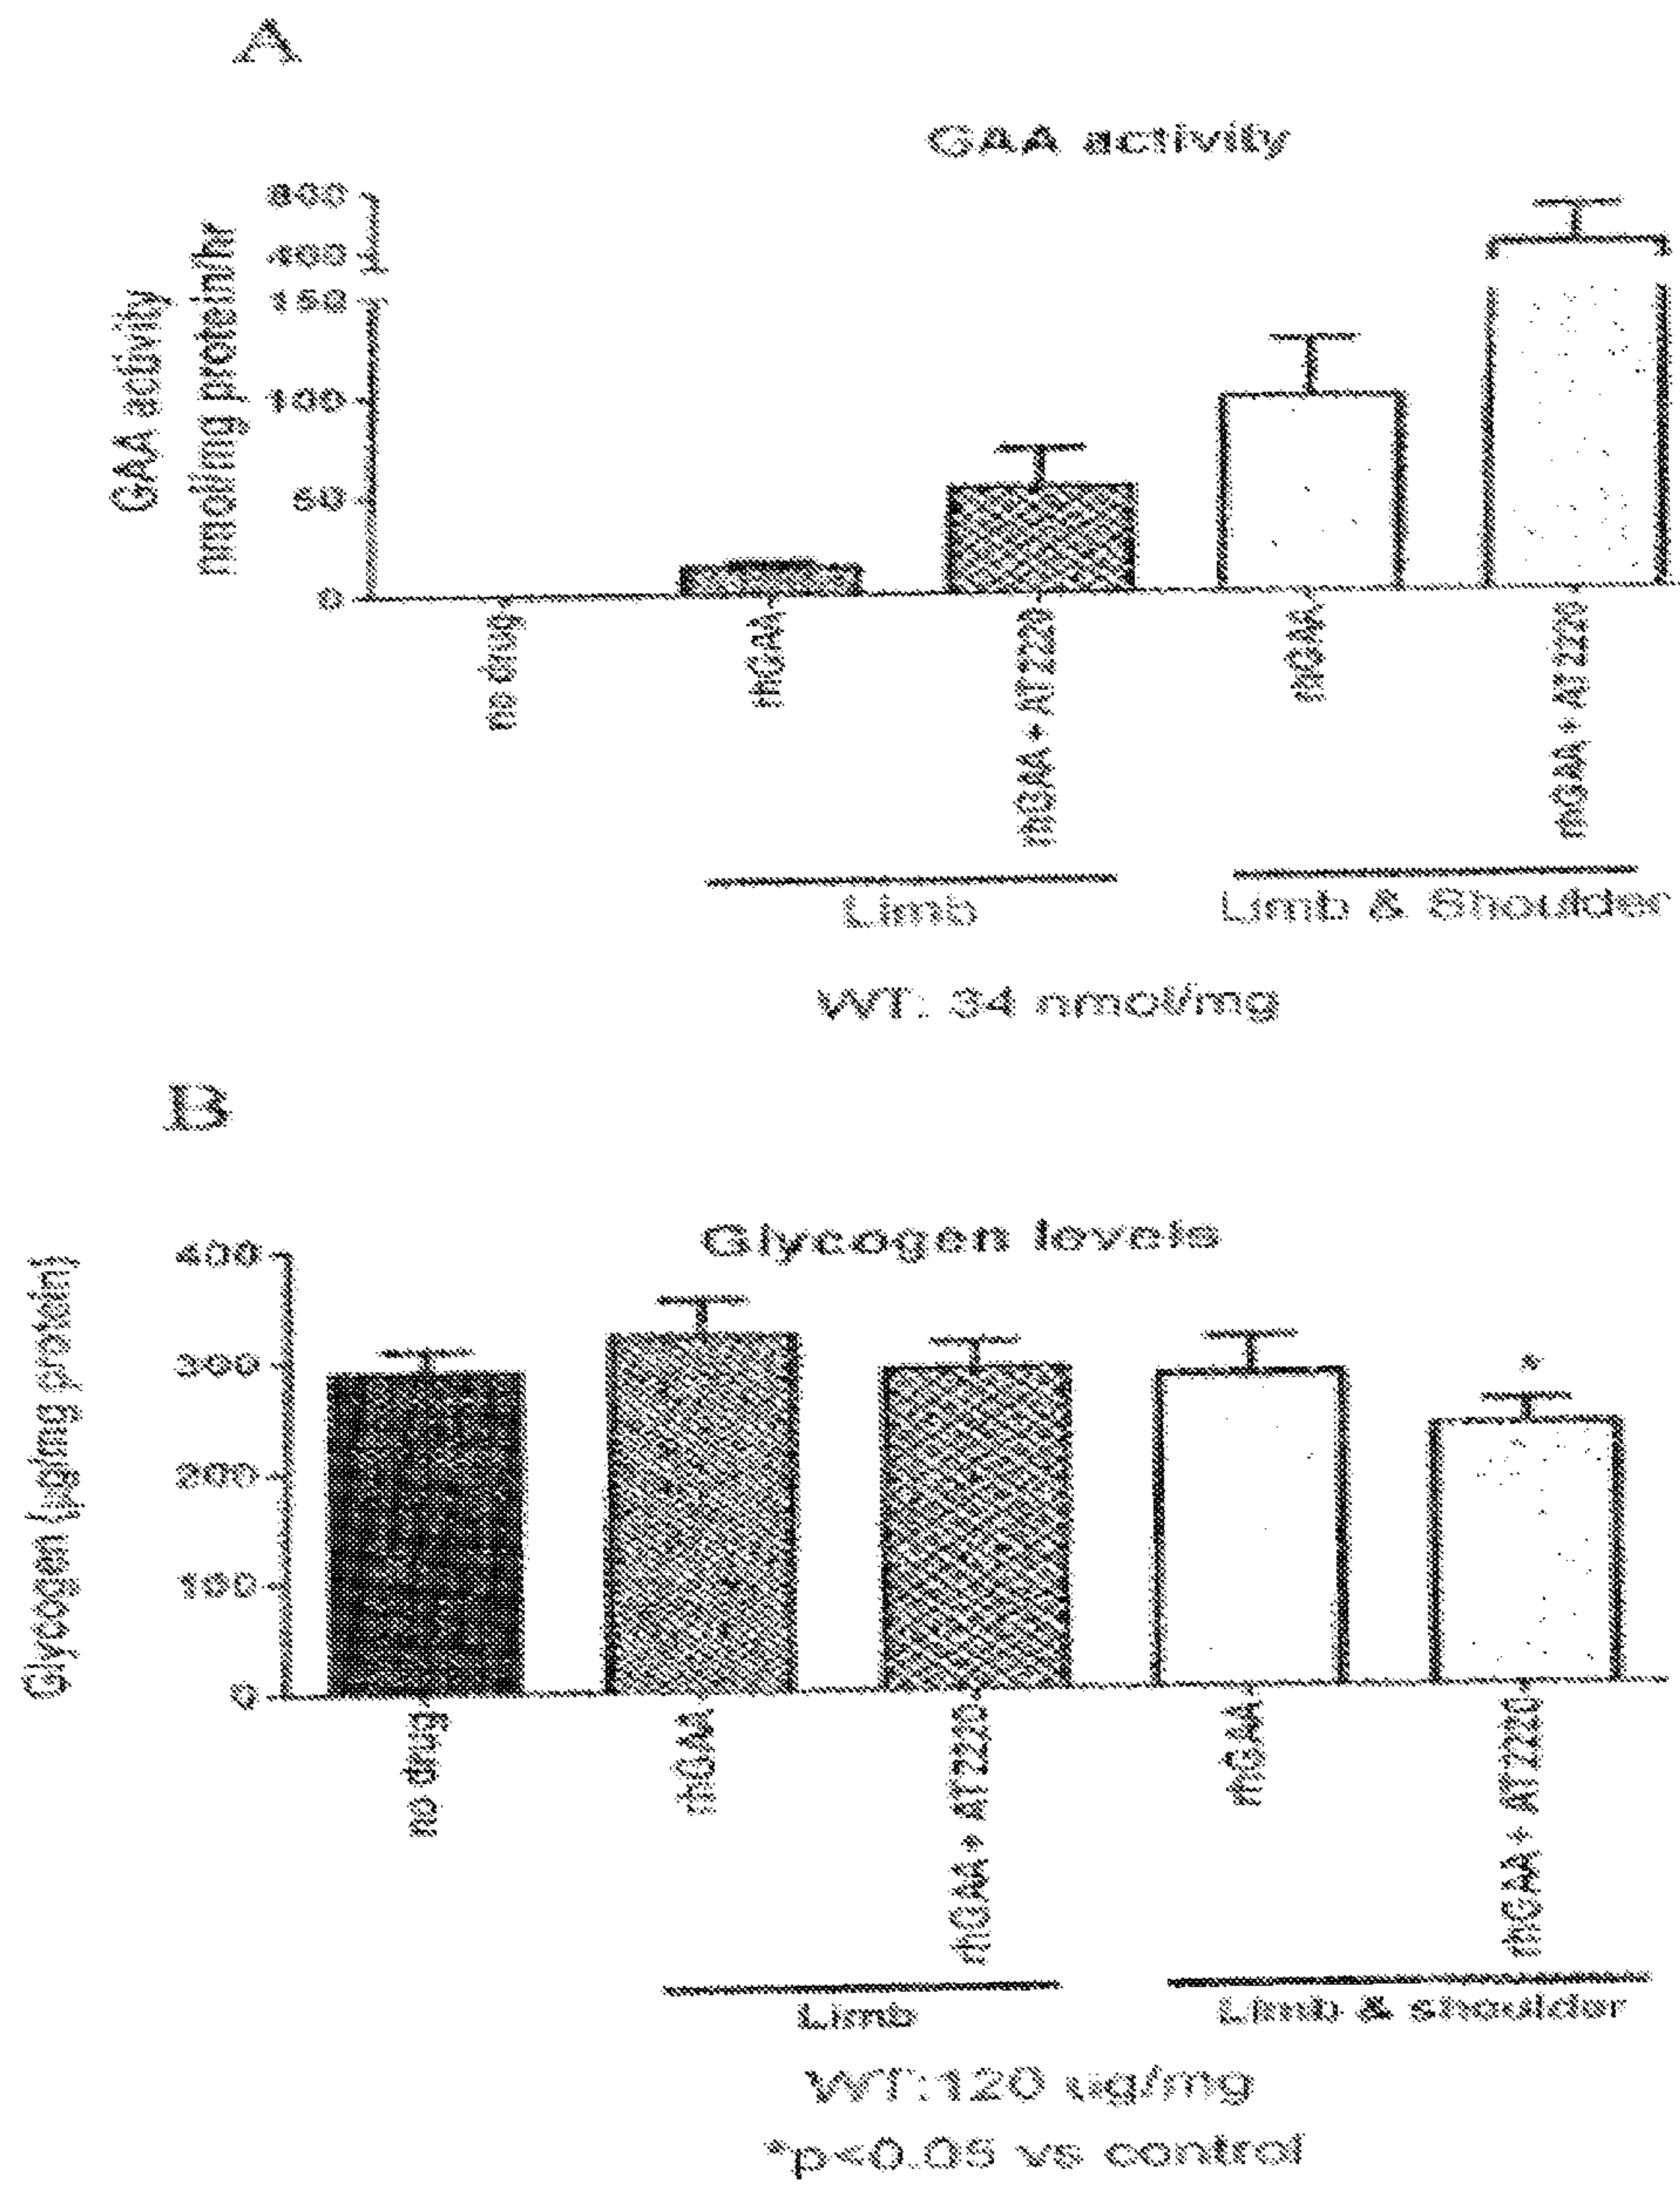 A
GAA activity
GAA activity
nmol/mg protein/hr
800
400
150
100
50
0
no drug
rhGAA
rhGAA + AT2220
rhGAA
rhGAA + AT2220
Limb
Limb & Shoulder
WT: 34 nmol/mg
B
Glycogen levels
Glycogen (µg/mg protein)
400
300
200
100
0
*
no drug
rhGAA
rhGAA + AT2220
rhGAA
rhGAA + AT2220
Limb
Limb & shoulder
WT:120 ug/mg
*p<0.05 vs control